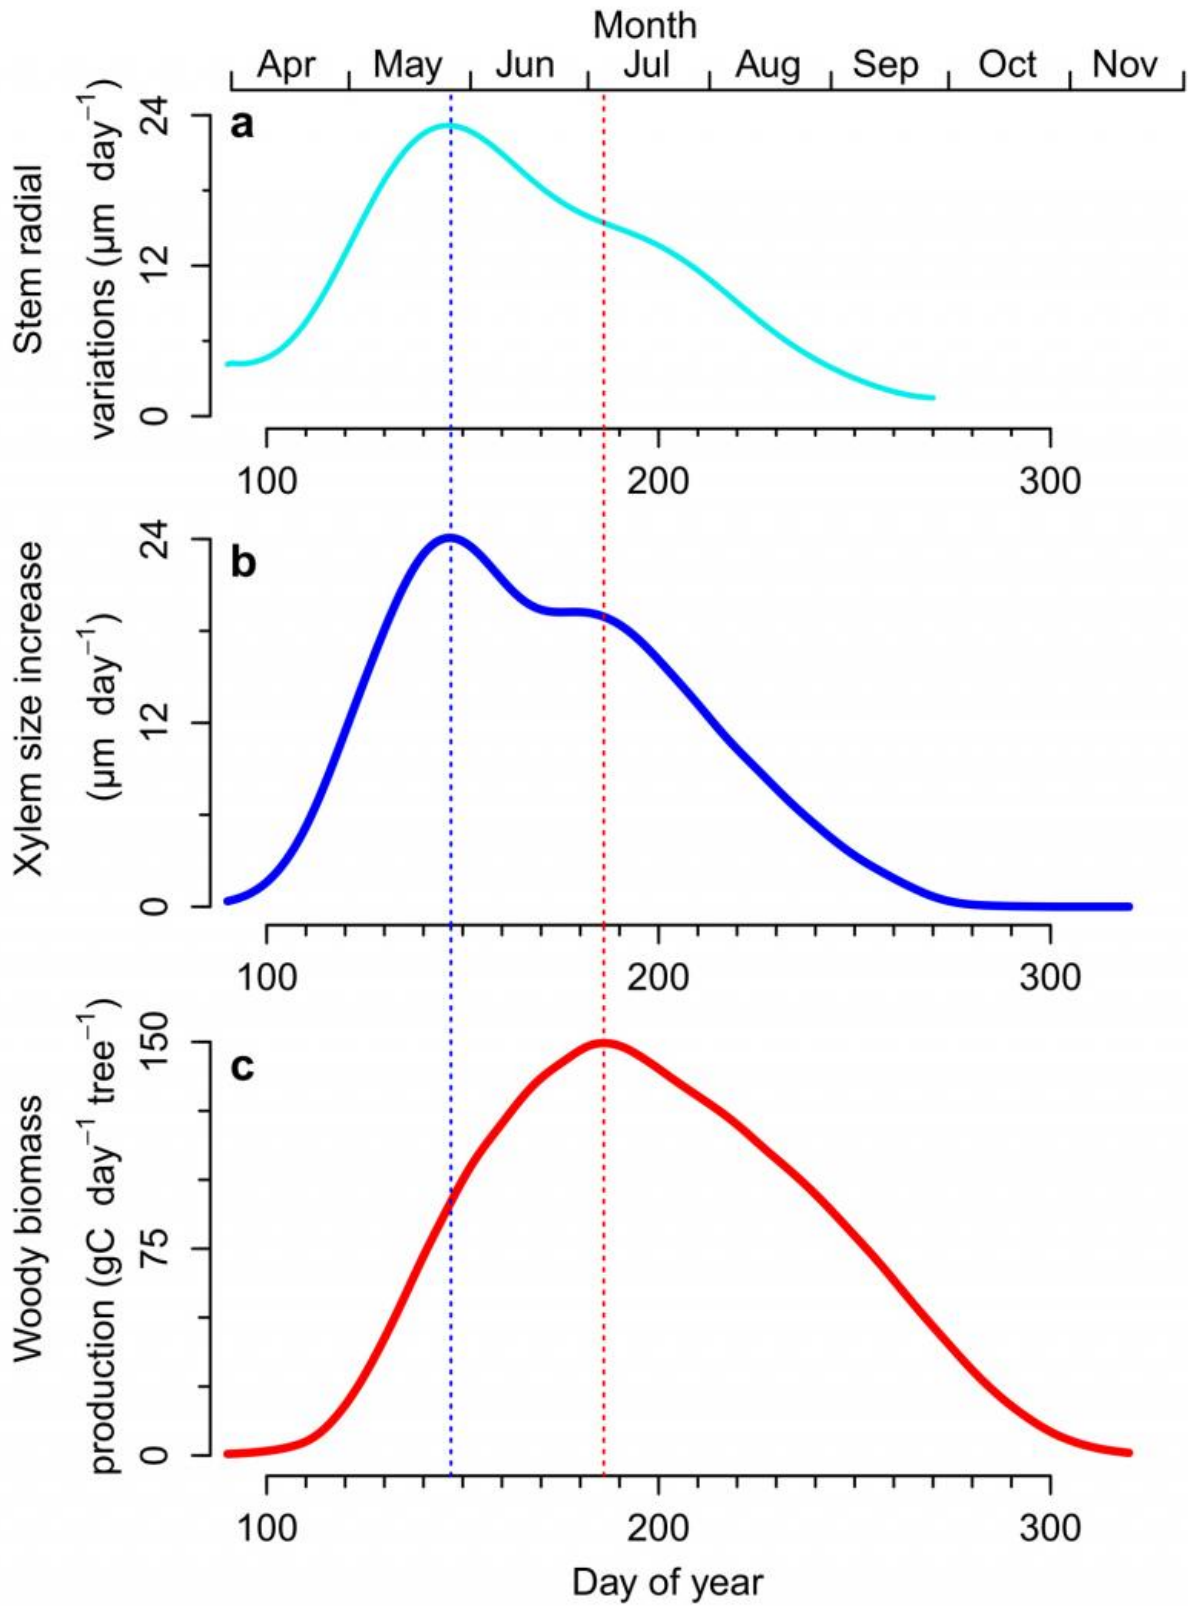 Month
Apr May Jun Jul Aug Sep Oct Nov
a
Stem radial
variations (µm day⁻¹)
24
12
0
100 200 300
b
Xylem size increase
(µm day⁻¹)
24
12
0
100 200 300
c
Woody biomass
production (gC day⁻¹ tree⁻¹)
150
75
0
100 200 300
Day of year